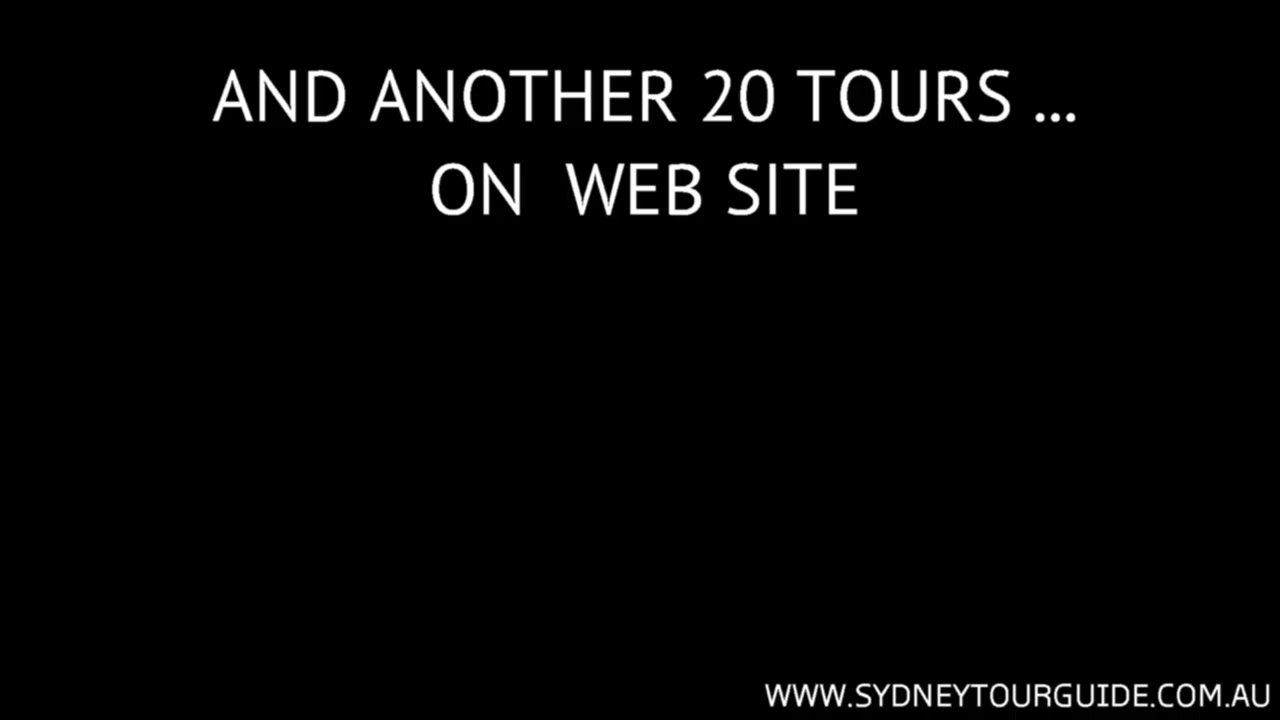 AND ANOTHER 20 TOURS ...
ON  WEB SITE
WWW.SYDNEYTOURGUIDE.COM.AU